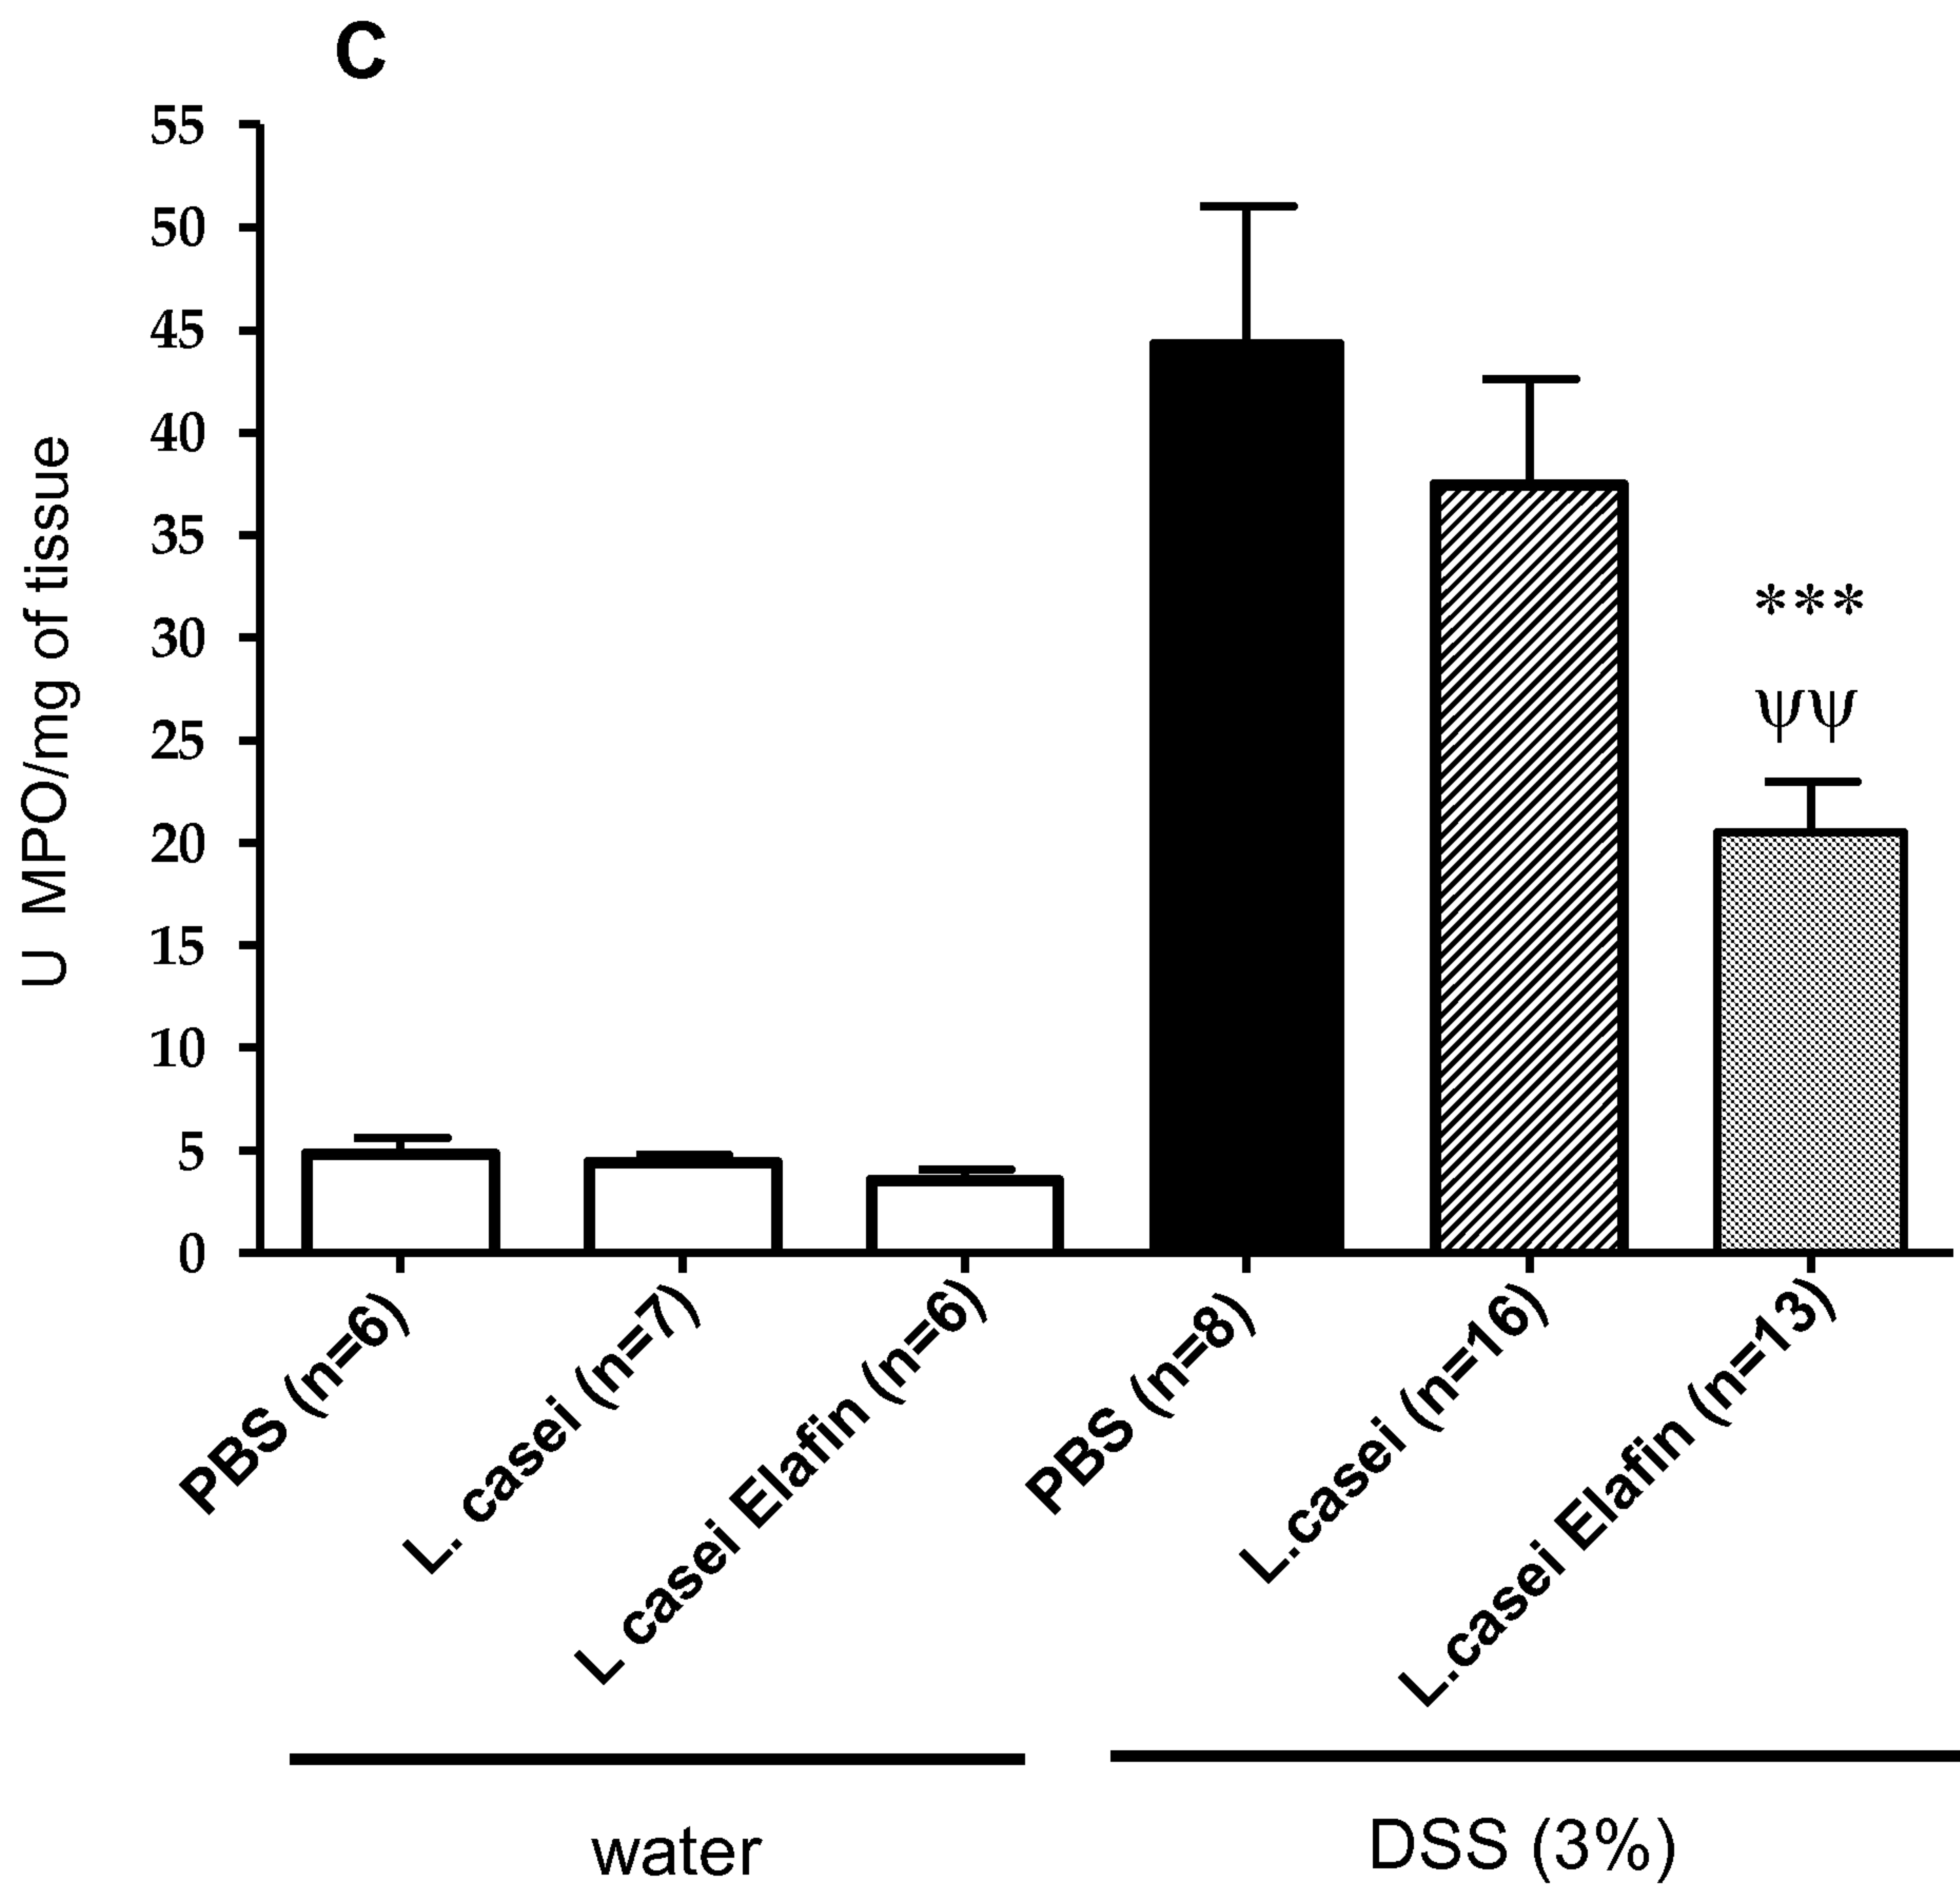 C
U MPO/mg of tissue
55
50
45
40
35
30
25
20
15
10
5
0
***
ψψ
PBS (n=6)
L. casei (n=7)
L casei Elafin (n=6)
PBS (n=8)
L.casei (n=16)
L.casei Elafin (n=13)
water
DSS (3%)